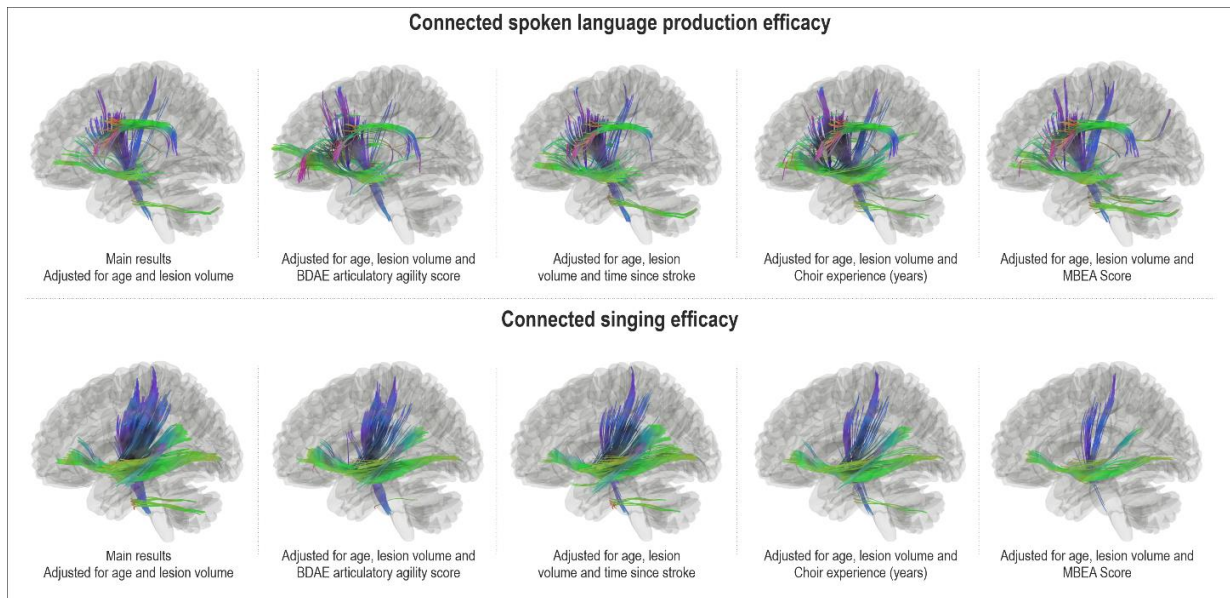 Connected spoken language production efficacy
Main results
Adjusted for age and lesion volume
Adjusted for age, lesion volume and
BDAE articulatory agility score
Adjusted for age, lesion
volume and time since stroke
Adjusted for age, lesion volume and
Choir experience (years)
Adjusted for age, lesion volume and
MBEA Score
Connected singing efficacy
Main results
Adjusted for age and lesion volume
Adjusted for age, lesion volume and
BDAE articulatory agility score
Adjusted for age, lesion
volume and time since stroke
Adjusted for age, lesion volume and
Choir experience (years)
Adjusted for age, lesion volume and
MBEA Score